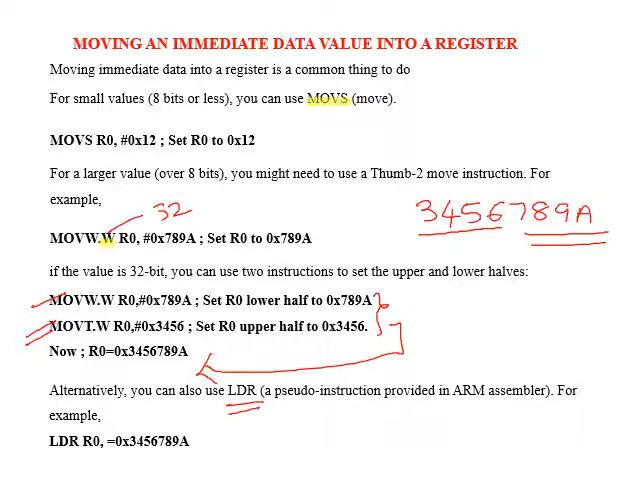 MOVING AN IMMEDIATE DATA VALUE INTO A REGISTER
Moving immediate data into a register is a common thing to do
For small values (8 bits or less), you can use MOVS (move).
MOVS R0, #0x12 ; Set R0 to 0x12
For a larger value (over 8 bits), you might need to use a Thumb-2 move instruction. For
example,
32
3456789A
MOVW.W R0, #0x789A ; Set R0 to 0x789A
if the value is 32-bit, you can use two instructions to set the upper and lower halves:
MOVW.W R0,#0x789A ; Set R0 lower half to 0x789A
MOVT.W R0,#0x3456 ; Set R0 upper half to 0x3456.
Now ; R0=0x3456789A
Alternatively, you can also use LDR (a pseudo-instruction provided in ARM assembler). For
example,
LDR R0, =0x3456789A